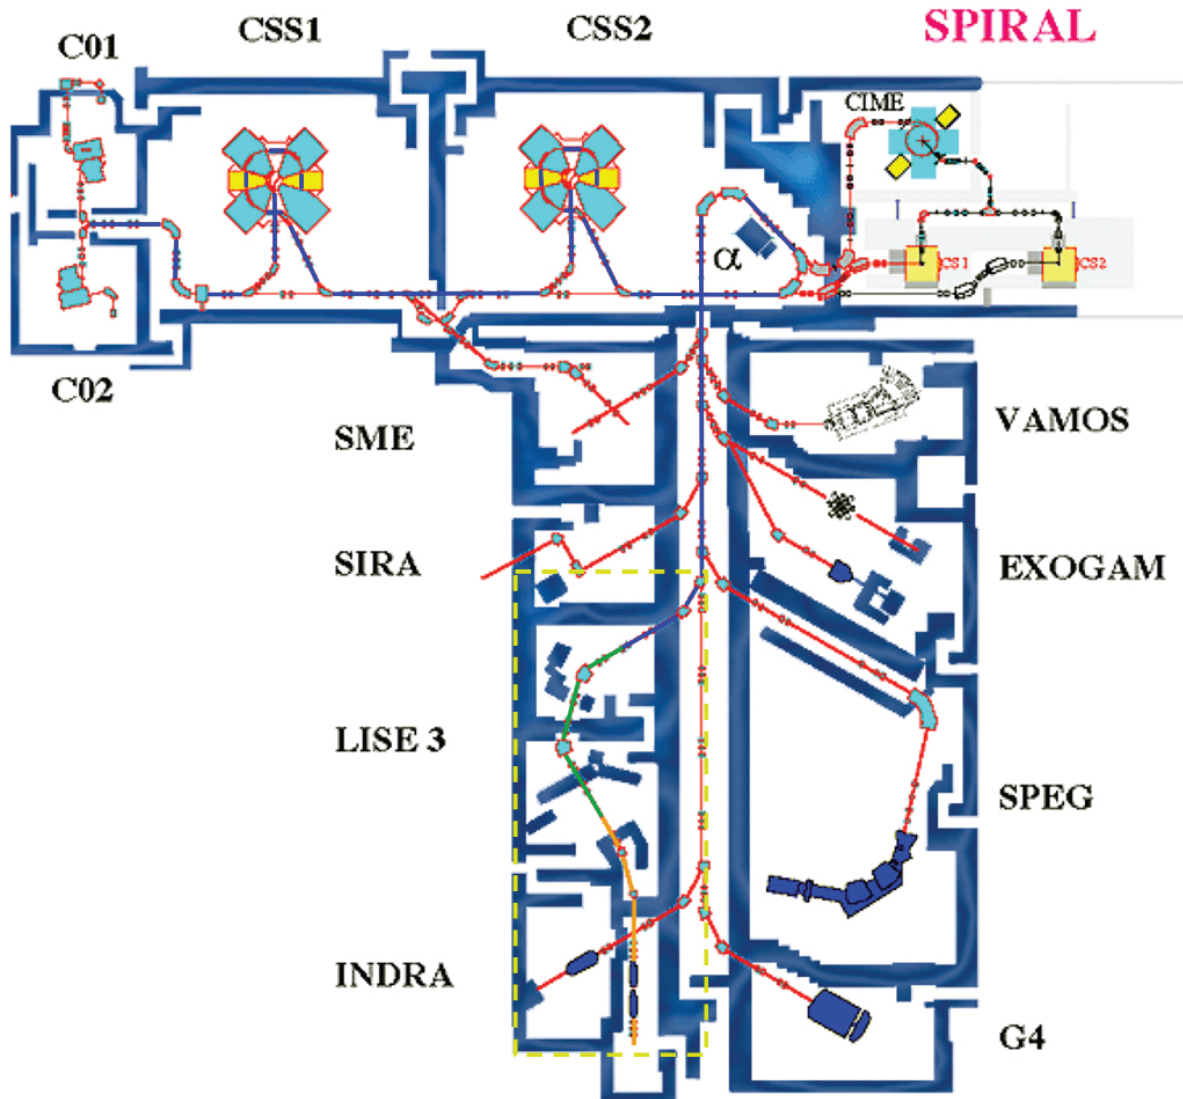 SPIRAL
CSS1
CSS2
C01
CIME
α
CS1
CS2
C02
SME
VAMOS
SIRA
EXOGAM
LISE 3
SPEG
INDRA
G4